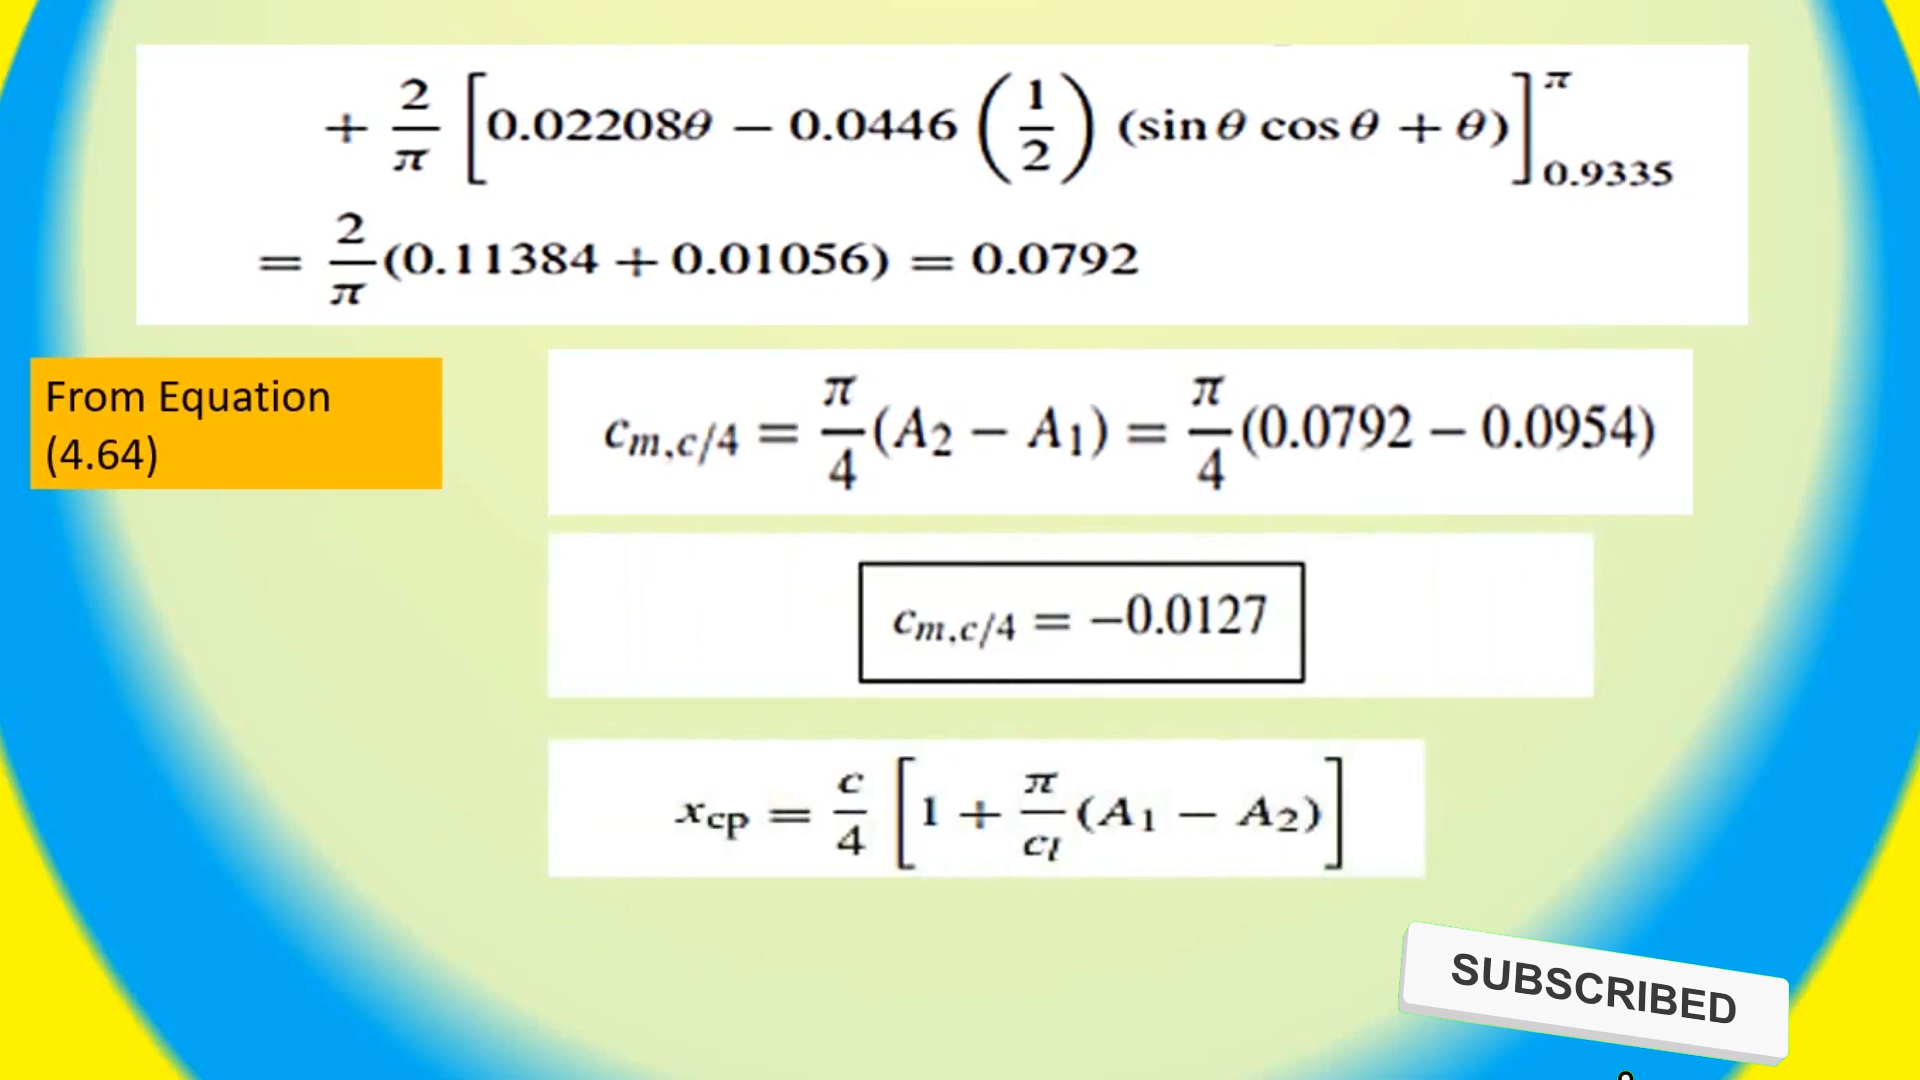 + 2/π [0.02208θ − 0.0446 (1/2) (sin θ cos θ + θ)]^π_0.9335
= 2/π (0.11384 + 0.01056) = 0.0792
From Equation
(4.64)
c_m,c/4 = π/4 (A₂ − A₁) = π/4 (0.0792 − 0.0954)
c_m,c/4 = −0.0127
x_cp = c/4 [1 + π/c_l (A₁ − A₂)]
SUBSCRIBED